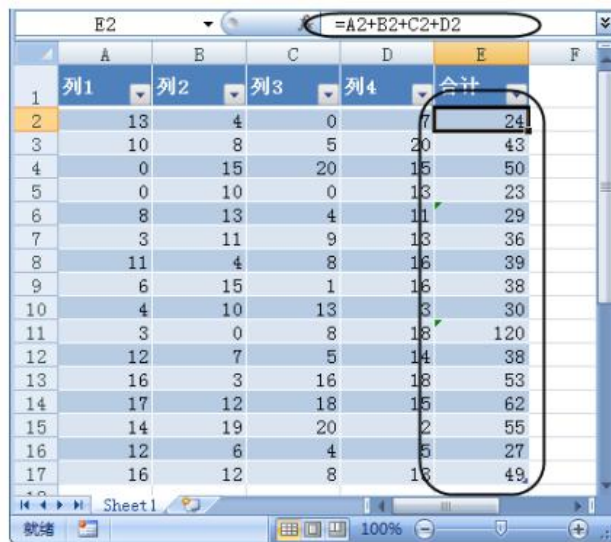 E2 =A2+B2+C2+D2
A B C D E F
1 列1 列2 列3 列4 合计
2 13 4 0 7 24
3 10 8 5 20 43
4 0 15 20 15 50
5 0 10 0 13 23
6 8 13 4 11 29
7 3 11 9 13 36
8 11 4 8 16 39
9 6 15 1 16 38
10 4 10 13 3 30
11 3 0 8 18 120
12 12 7 5 14 38
13 16 3 16 18 53
14 17 12 18 15 62
15 14 19 20 2 55
16 12 6 4 5 27
17 16 12 8 13 49
Sheet1
就绪 100%